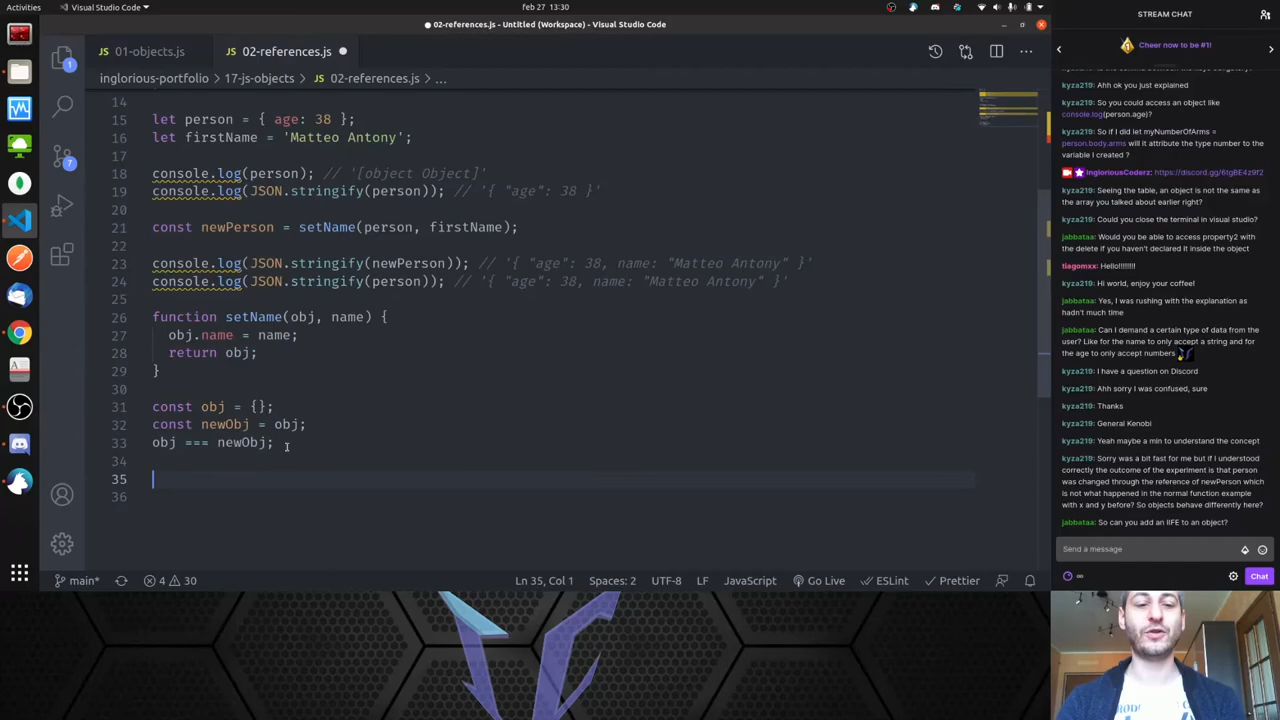 Activities
Visual Studio Code
feb 27 13:30
02-references.js - Untitled (Workspace) - Visual Studio Code
JS 01-objects.js
JS 02-references.js
inglorious-portfolio > 17-js-objects > JS 02-references.js > ...
14
15 let person = { age: 38 };
16 let firstName = 'Matteo Antony';
17
18 console.log(person); // '[object Object]'
19 console.log(JSON.stringify(person)); // '{ "age": 38 }'
20
21 const newPerson = setName(person, firstName);
22
23 console.log(JSON.stringify(newPerson)); // '{ "age": 38, name: "Matteo Antony" }'
24 console.log(JSON.stringify(person)); // '{ "age": 38, name: "Matteo Antony" }'
25
26 function setName(obj, name) {
27 obj.name = name;
28 return obj;
29 }
30
31 const obj = {};
32 const newObj = obj;
33 obj === newObj;
34
35
36
1
7
main*
4
30
Ln 35, Col 1
Spaces: 2
UTF-8
LF
JavaScript
Go Live
ESLint
Prettier
STREAM CHAT
1
Cheer now to be #1!
kyza219: Ahh ok you just explained
kyza219: So you could access an object like
console.log(person.age)?
kyza219: So if I did let myNumberOfArms =
person.body.arms will it attribute the type number to the
variable I created ?
IngloriousCoderz: https://discord.gg/6tgBE4z9f2
kyza219: Seeing the table, an object is not the same as
the array you talked about earlier right?
kyza219: Could you close the terminal in visual studio?
jabbataa: Would you be able to access property2 with
the delete if you haven't declared it inside the object
tiagomxx: Hello!!!!!!!!
kyza219: Hi world, enjoy your coffee!
jabbataa: Yes, I was rushing with the explanation as
hadn't much time
jabbataa: Can I demand a certain type of data from the
user? Like for the name to only accept a string and for
the age to only accept numbers
kyza219: I have a question on Discord
kyza219: Ahh sorry I was confused, sure
kyza219: Thanks
kyza219: General Kenobi
kyza219: Yeah maybe a min to understand the concept
kyza219: Sorry was a bit fast for me but if I understood
correctly the outcome of the experiment is that person
was changed through the reference of newPerson which
is not what happened in the normal function example
with x and y before? So objects behave differently here?
jabbataa: So can you add an IIFE to an object?
Send a message
Chat